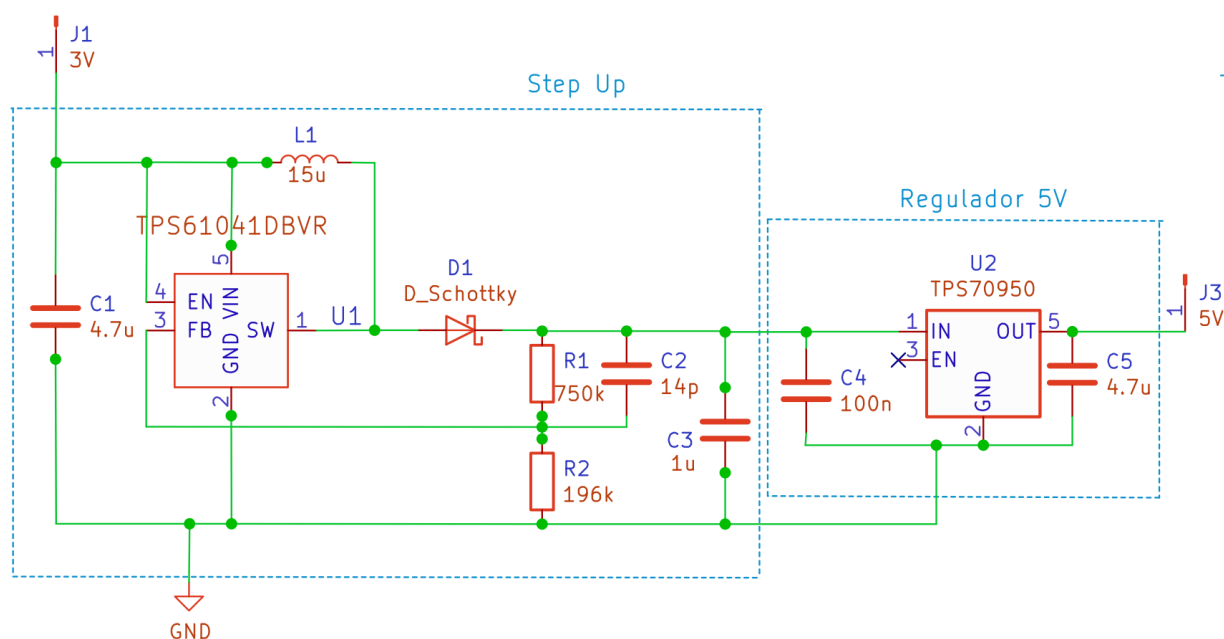 J1
1
3V
Step Up
L1
15u
TPS61041DBVR
Regulador 5V
5
U2
D1
TPS70950
D_Schottky
4
EN
VIN
C1
4.7u
3
FB
GND
SW
1
U1
2
1
IN
OUT
5
3
EN
GND
2
J3
1
5V
R1
750k
C2
14p
C4
100n
C5
4.7u
C3
1u
R2
196k
GND